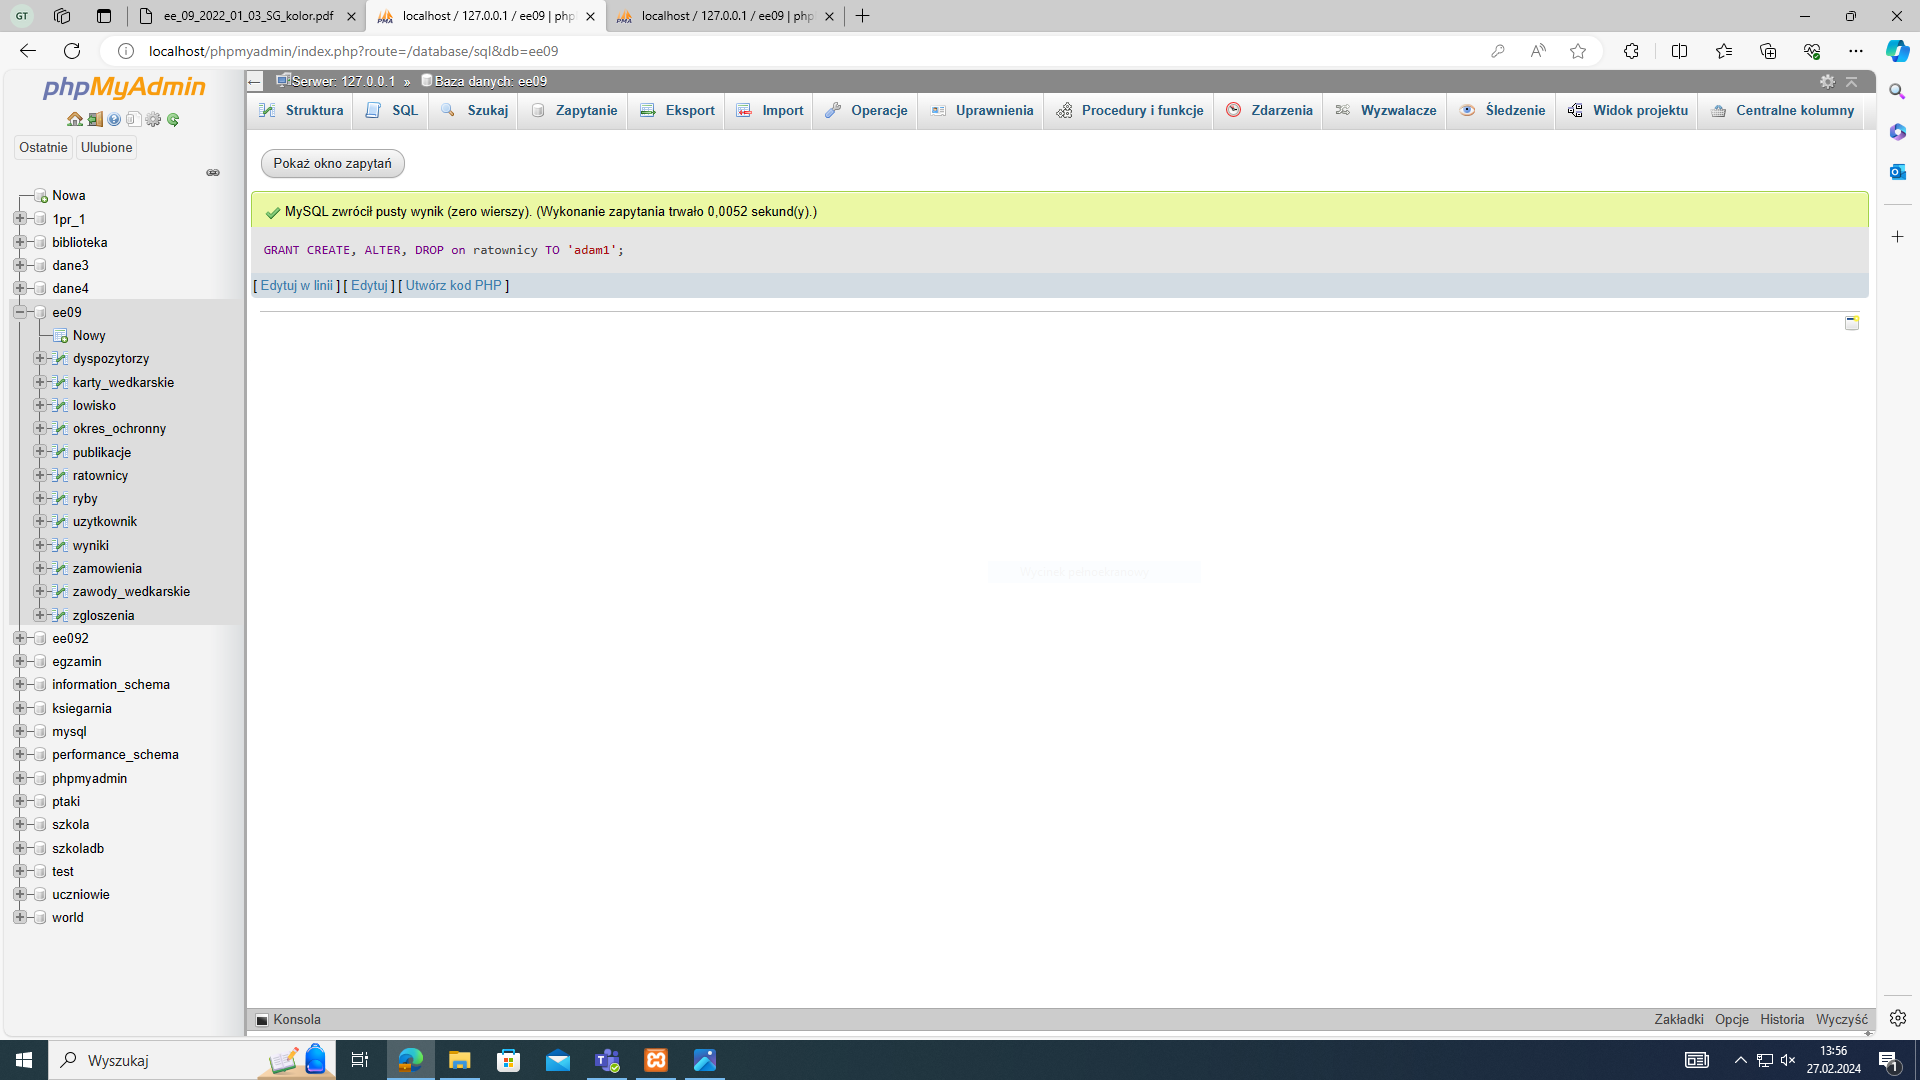 GT
ee_09_2022_01_03_SG_kolor.pdf
localhost / 127.0.0.1 / ee09 | php
localhost / 127.0.0.1 / ee09 | php
localhost/phpmyadmin/index.php?route=/database/sql&db=ee09
phpMyAdmin
Ostatnie
Ulubione
Nowa
1pr_1
biblioteka
dane3
dane4
ee09
Nowy
dyspozytorzy
karty_wedkarskie
lowisko
okres_ochronny
publikacje
ratownicy
ryby
uzytkownik
wyniki
zamowienia
zawody_wedkarskie
zgloszenia
ee092
egzamin
information_schema
ksiegarnia
mysql
performance_schema
phpmyadmin
ptaki
szkola
szkoladb
test
uczniowie
world
Serwer: 127.0.0.1 » Baza danych: ee09
Struktura SQL Szukaj Zapytanie Eksport Import Operacje Uprawnienia Procedury i funkcje Zdarzenia Wyzwalacze Śledzenie Widok projektu Centralne kolumny
Pokaż okno zapytań
MySQL zwrócił pusty wynik (zero wierszy). (Wykonanie zapytania trwało 0,0052 sekund(y).)
GRANT CREATE, ALTER, DROP on ratownicy TO 'adam1';
[ Edytuj w linii ] [ Edytuj ] [ Utwórz kod PHP ]
Konsola
Zakładki Opcje Historia Wyczyść
Wyszukaj
13:56
27.02.2024
1